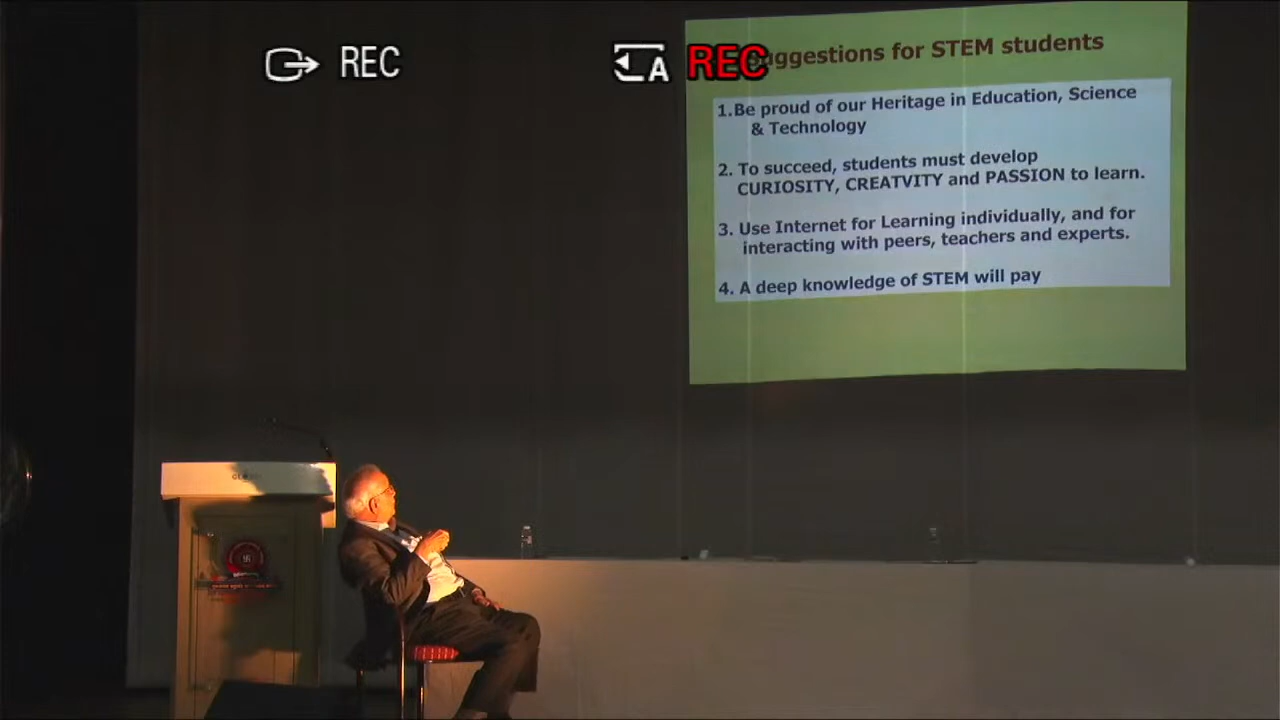 REC
A REC
uggestions for STEM students
1.Be proud of our Heritage in Education, Science
& Technology
2. To succeed, students must develop
CURIOSITY, CREATVITY and PASSION to learn.
3. Use Internet for Learning individually, and for
interacting with peers, teachers and experts.
4. A deep knowledge of STEM will pay